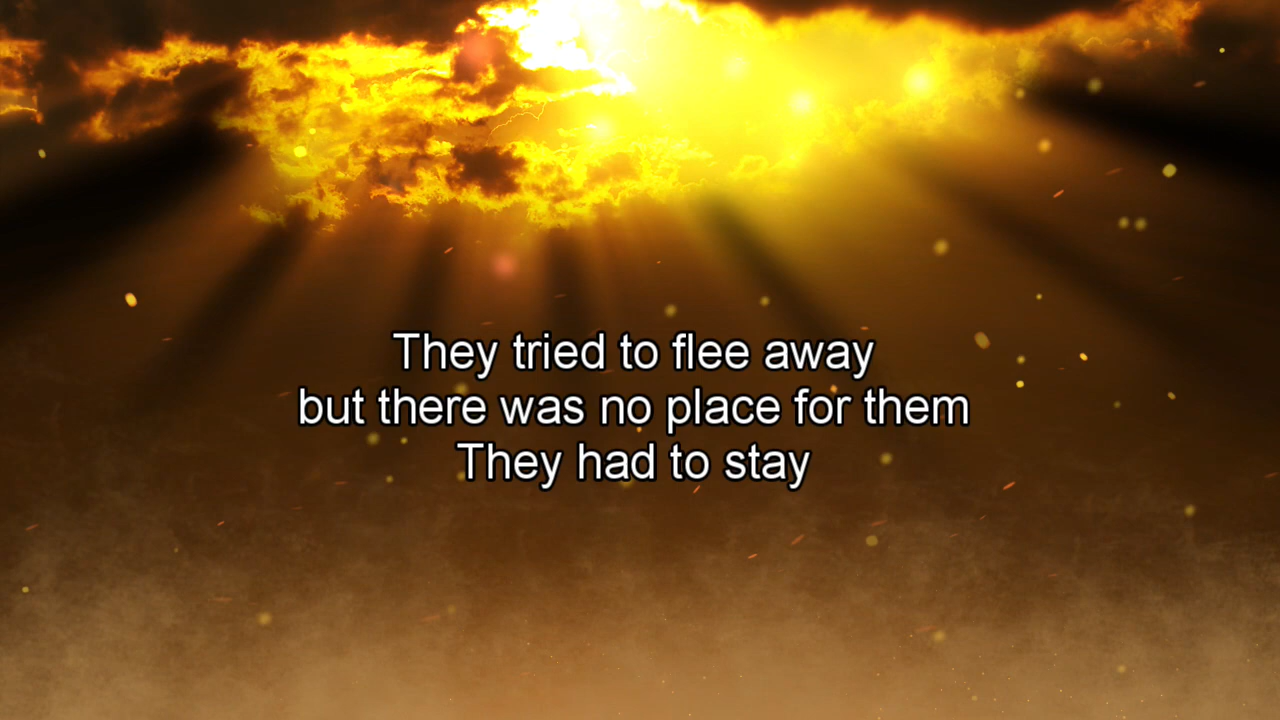 They tried to flee away
but there was no place for them
They had to stay